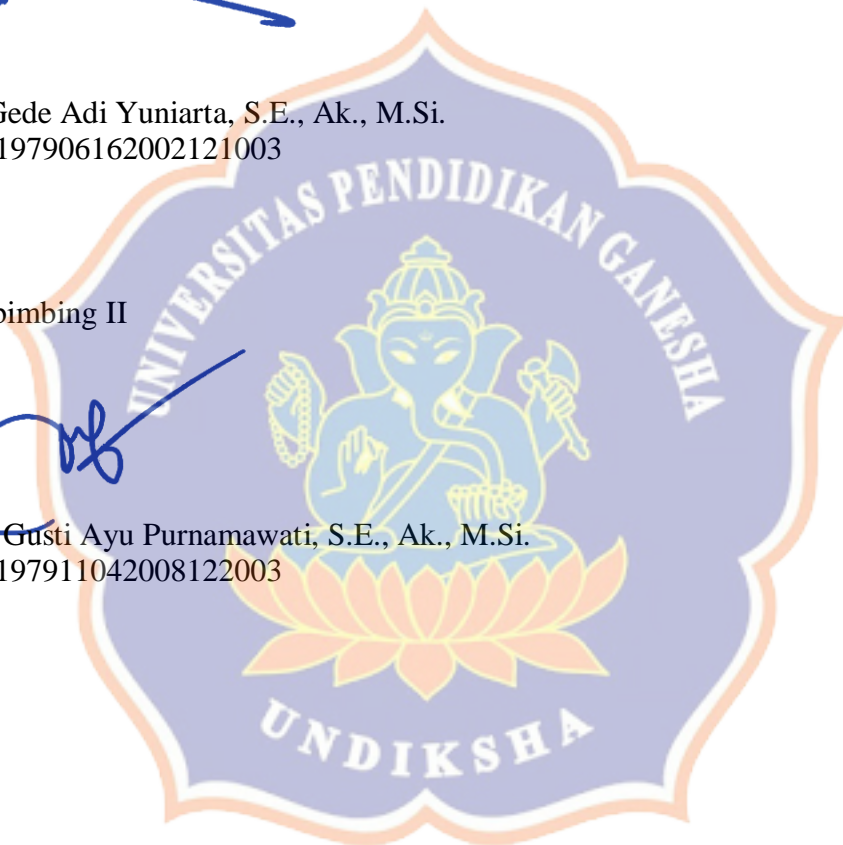 Gede Adi Yuniarta, S.E., Ak., M.Si.
197906162002121003
UNIVERSITAS PENDIDIKAN GANESHA
bimbing II
Gusti Ayu Purnamawati, S.E., Ak., M.Si.
197911042008122003
UNDIKSHA